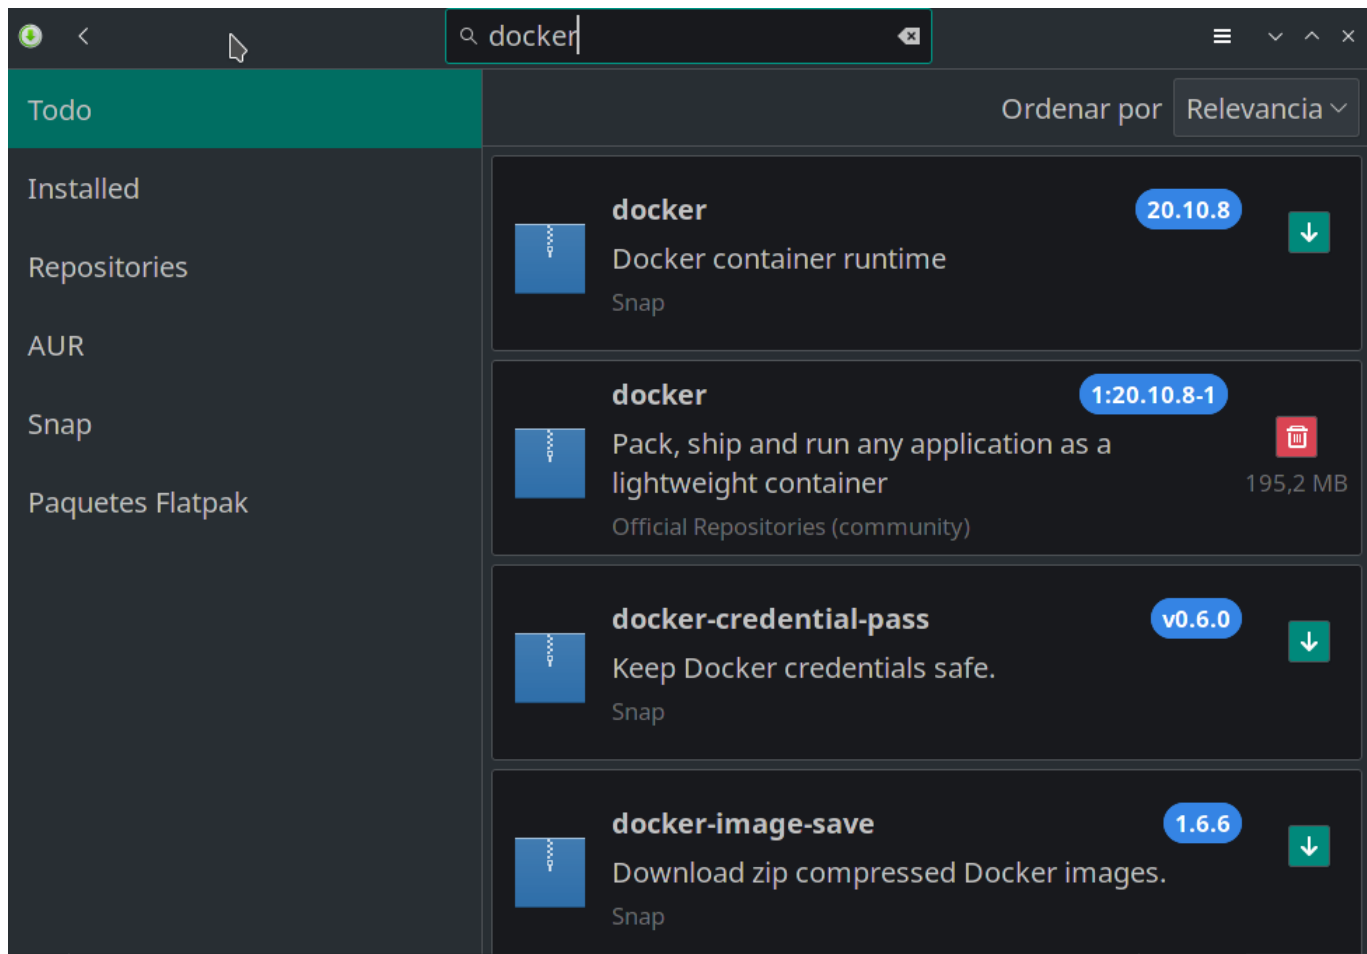 docker
Todo
Installed
Repositories
AUR
Snap
Paquetes Flatpak
Ordenar por Relevancia
docker 20.10.8
Docker container runtime
Snap
docker 1:20.10.8-1
Pack, ship and run any application as a
lightweight container
195,2 MB
Official Repositories (community)
docker-credential-pass v0.6.0
Keep Docker credentials safe.
Snap
docker-image-save 1.6.6
Download zip compressed Docker images.
Snap